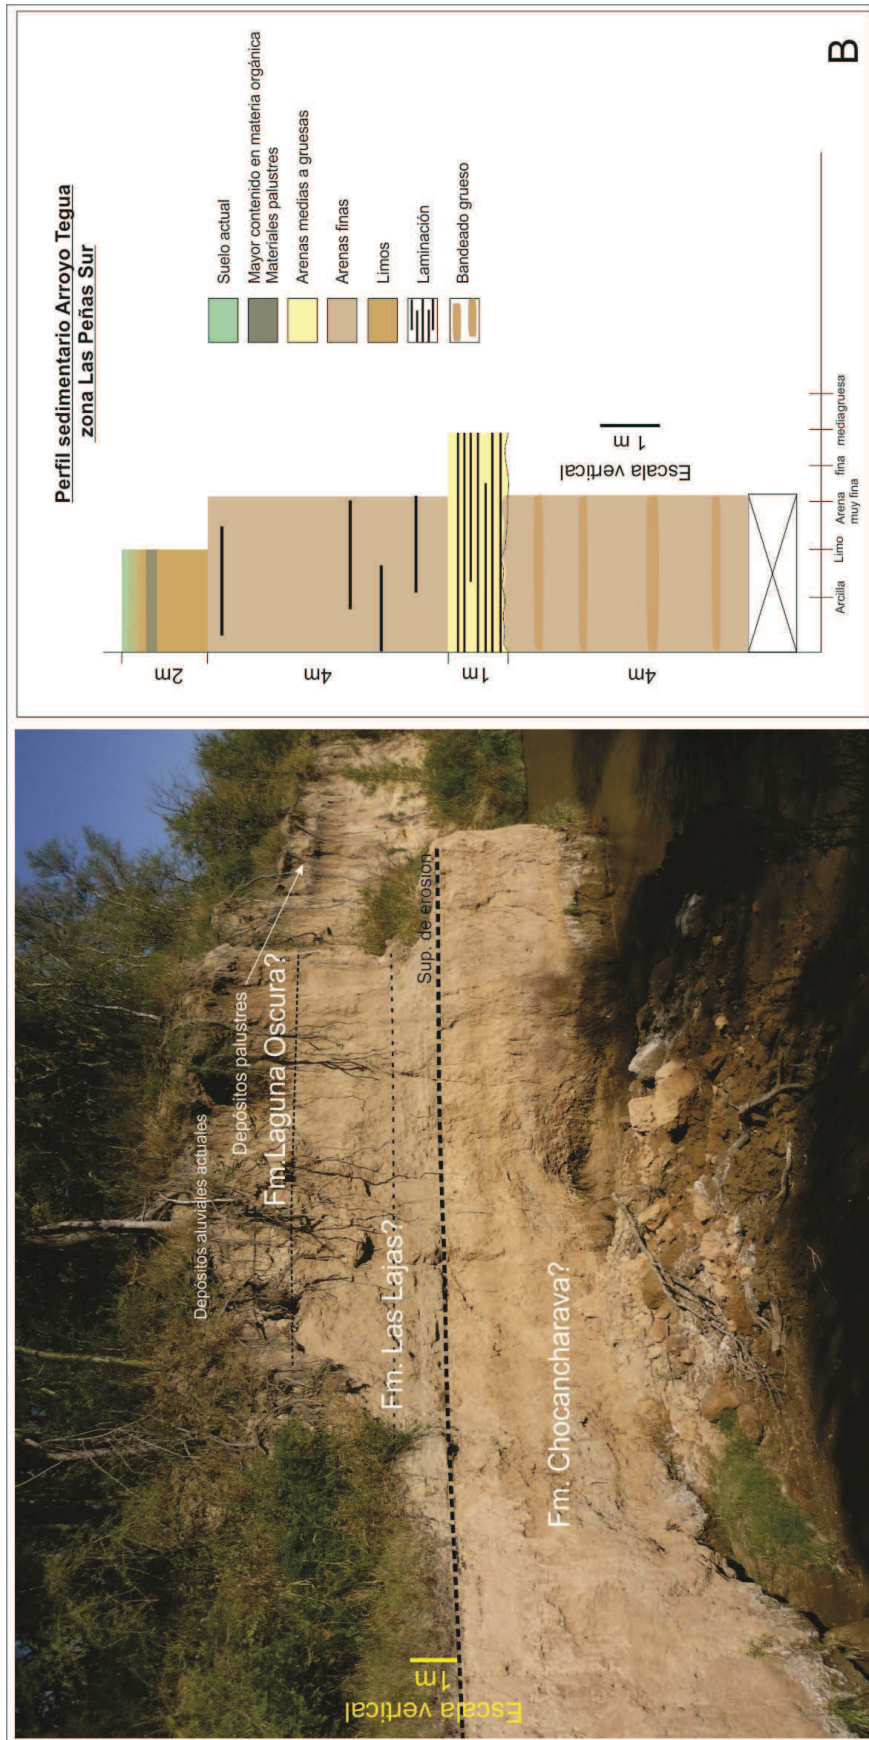 Perfil sedimentario Arroyo Tegua
zona Las Peñas Sur
2m
4m
1m
4m
Suelo actual
Mayor contenido en materia orgánica
Materiales palustres
Arenas medias a gruesas
Arenas finas
Limos
Laminación
Bandeado grueso
Escala vertical
1 m
Arcilla
Limo
Arena
muy fina
fina
media
gruesa
B
Depósitos aluviales actuales
Depósitos palustres
Fm.Laguna Oscura?
Fm. Las Lajas?
Sup. de erosión
Fm. Chocancharava?
Escala vertical
1m